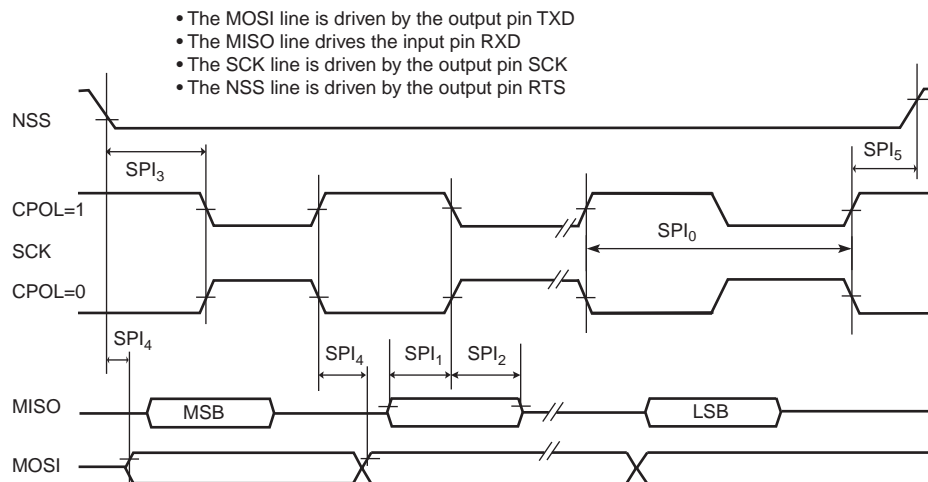 • The MOSI line is driven by the output pin TXD
• The MISO line drives the input pin RXD
• The SCK line is driven by the output pin SCK
• The NSS line is driven by the output pin RTS
NSS
SPI3
SPI5
CPOL=1
SCK
SPI0
CPOL=0
SPI4
SPI4
SPI1
SPI2
MISO
MSB
LSB
MOSI